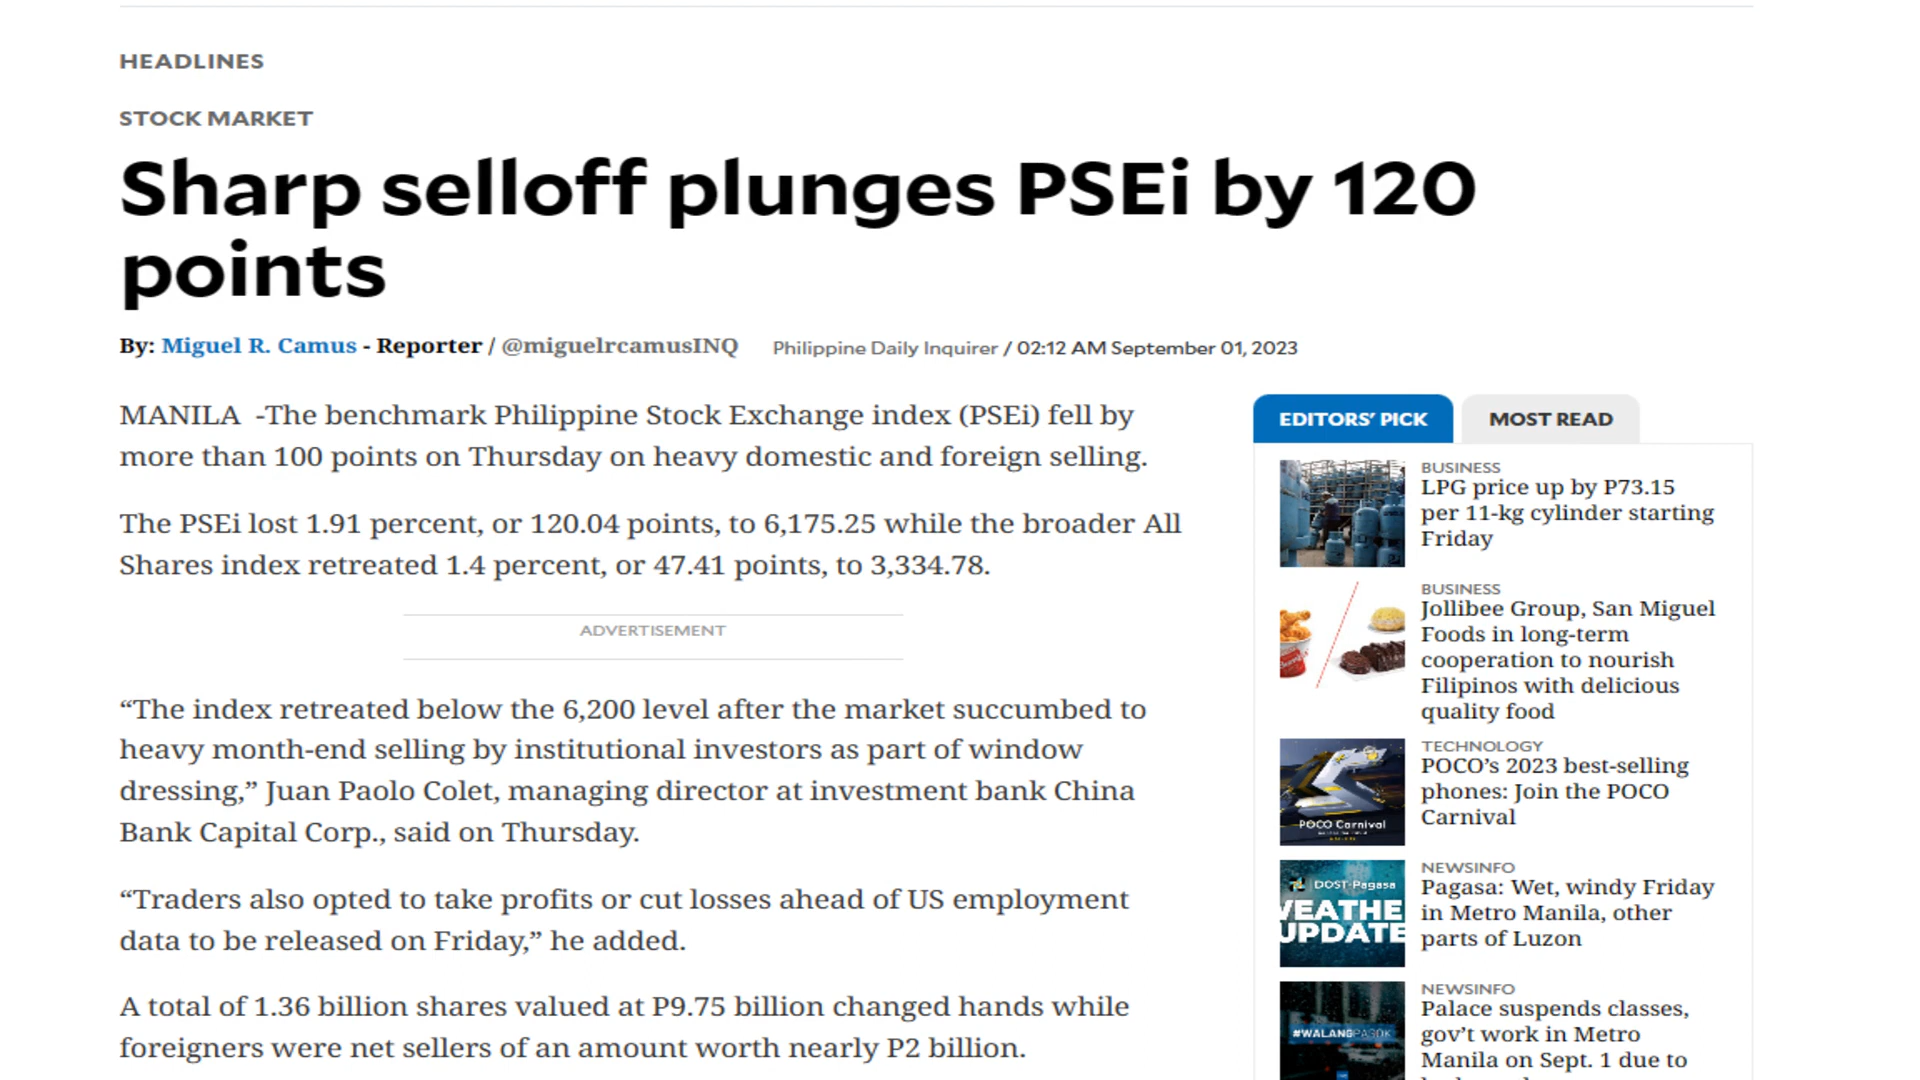 HEADLINES
STOCK MARKET
Sharp selloff plunges PSEi by 120
points
By: Miguel R. Camus - Reporter / @miguelrcamusINQ
Philippine Daily Inquirer / 02:12 AM September 01, 2023
MANILA -The benchmark Philippine Stock Exchange index (PSEi) fell by
more than 100 points on Thursday on heavy domestic and foreign selling.
The PSEi lost 1.91 percent, or 120.04 points, to 6,175.25 while the broader All
Shares index retreated 1.4 percent, or 47.41 points, to 3,334.78.
ADVERTISEMENT
“The index retreated below the 6,200 level after the market succumbed to
heavy month-end selling by institutional investors as part of window
dressing,” Juan Paolo Colet, managing director at investment bank China
Bank Capital Corp., said on Thursday.
“Traders also opted to take profits or cut losses ahead of US employment
data to be released on Friday,” he added.
A total of 1.36 billion shares valued at P9.75 billion changed hands while
foreigners were net sellers of an amount worth nearly P2 billion.
EDITORS’ PICK
MOST READ
BUSINESS
LPG price up by P73.15
per 11-kg cylinder starting
Friday
BUSINESS
Jollibee Group, San Miguel
Foods in long-term
cooperation to nourish
Filipinos with delicious
quality food
POCO Carnival
TECHNOLOGY
POCO’s 2023 best-selling
phones: Join the POCO
Carnival
DOST-Pagasa
WEATHE
UPDATE
NEWSINFO
Pagasa: Wet, windy Friday
in Metro Manila, other
parts of Luzon
#WALANGPASOK
NEWSINFO
Palace suspends classes,
gov’t work in Metro
Manila on Sept. 1 due to